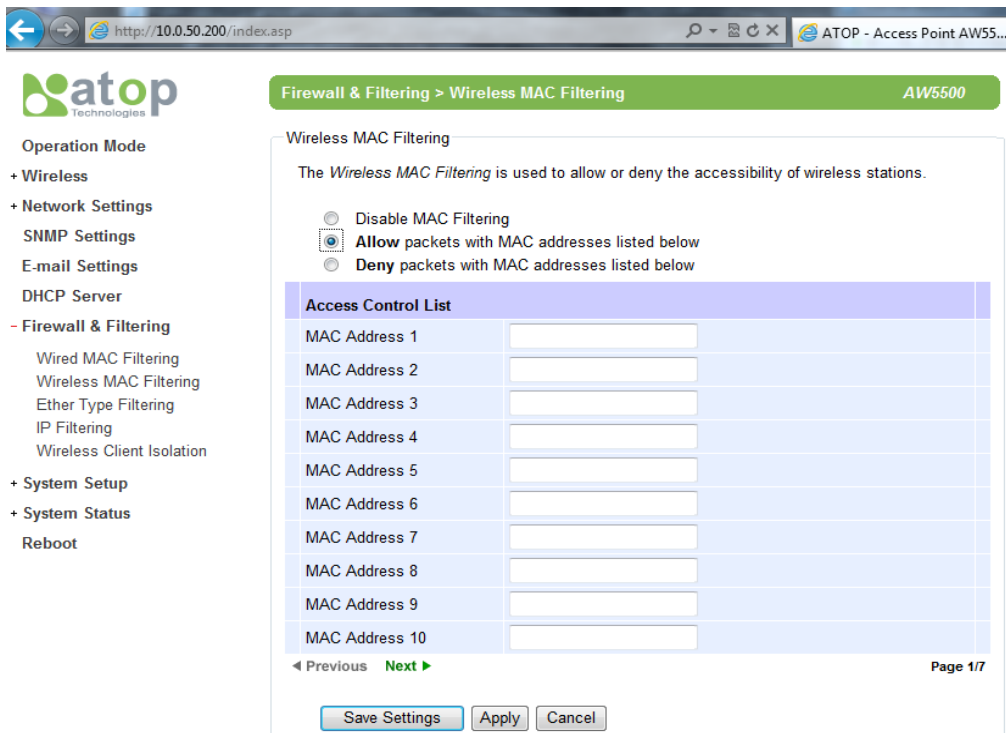 http://10.0.50.200/index.asp
ATOP - Access Point AW55...
atop
Technologies
Firewall & Filtering > Wireless MAC Filtering AW5500
Operation Mode
+ Wireless
+ Network Settings
SNMP Settings
E-mail Settings
DHCP Server
- Firewall & Filtering
Wired MAC Filtering
Wireless MAC Filtering
Ether Type Filtering
IP Filtering
Wireless Client Isolation
+ System Setup
+ System Status
Reboot
Wireless MAC Filtering
The Wireless MAC Filtering is used to allow or deny the accessibility of wireless stations.
Disable MAC Filtering
Allow packets with MAC addresses listed below
Deny packets with MAC addresses listed below
Access Control List
MAC Address 1
MAC Address 2
MAC Address 3
MAC Address 4
MAC Address 5
MAC Address 6
MAC Address 7
MAC Address 8
MAC Address 9
MAC Address 10
◄ Previous Next ► Page 1/7
Save Settings Apply Cancel